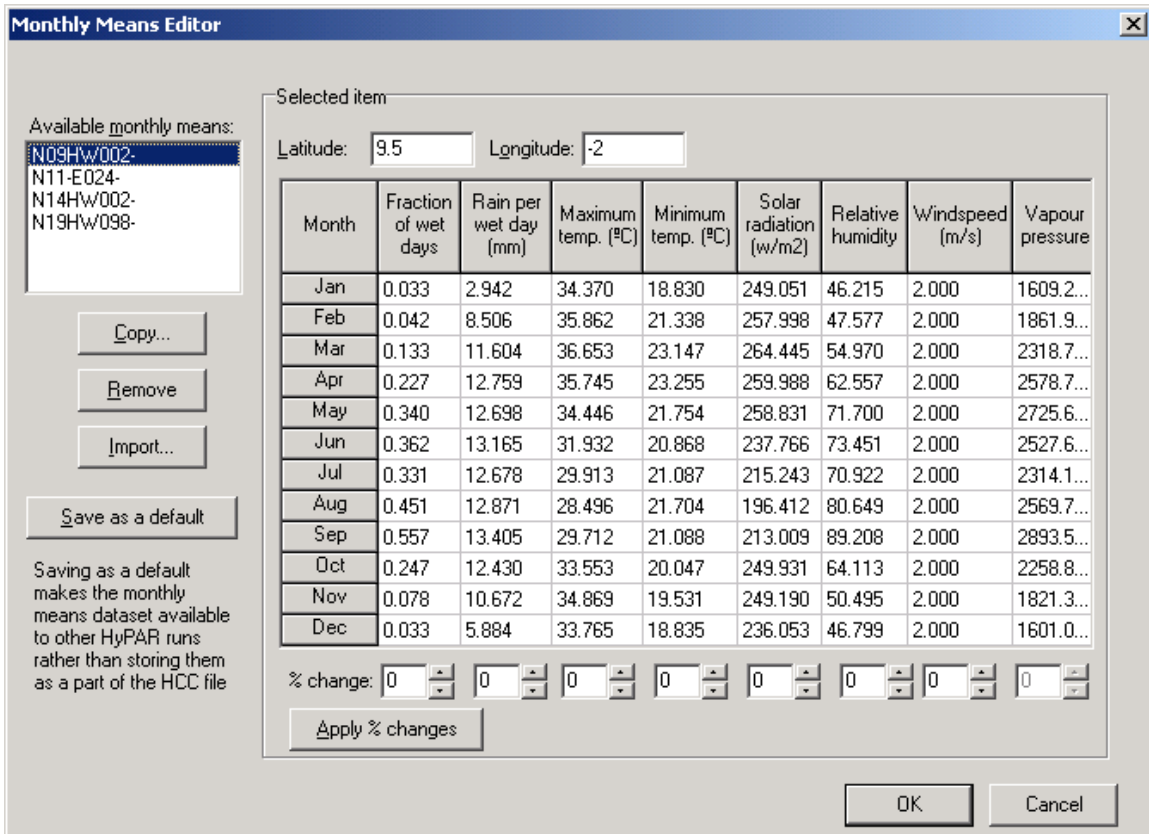 Monthly Means Editor
Available monthly means:
N09HW002-
N11-E024-
N14HW002-
N19HW098-
Copy...
Remove
Import...
Save as a default
Saving as a default
makes the monthly
means dataset available
to other HyPAR runs
rather than storing them
as a part of the HCC file
Selected item
Latitude: 9.5 Longitude: -2
Month Fraction of wet days Rain per wet day (mm) Maximum temp. (ºC) Minimum temp. (ºC) Solar radiation (w/m2) Relative humidity Windspeed (m/s) Vapour pressure
Jan 0.033 2.942 34.370 18.830 249.051 46.215 2.000 1609.2...
Feb 0.042 8.506 35.862 21.338 257.998 47.577 2.000 1861.9...
Mar 0.133 11.604 36.653 23.147 264.445 54.970 2.000 2318.7...
Apr 0.227 12.759 35.745 23.255 259.988 62.557 2.000 2578.7...
May 0.340 12.698 34.446 21.754 258.831 71.700 2.000 2725.6...
Jun 0.362 13.165 31.932 20.868 237.766 73.451 2.000 2527.6...
Jul 0.331 12.678 29.913 21.087 215.243 70.922 2.000 2314.1...
Aug 0.451 12.871 28.496 21.704 196.412 80.649 2.000 2569.7...
Sep 0.557 13.405 29.712 21.088 213.009 89.208 2.000 2893.5...
Oct 0.247 12.430 33.553 20.047 249.931 64.113 2.000 2258.8...
Nov 0.078 10.672 34.869 19.531 249.190 50.495 2.000 1821.3...
Dec 0.033 5.884 33.765 18.835 236.053 46.799 2.000 1601.0...
% change: 0 0 0 0 0 0 0 0
Apply % changes
OK Cancel